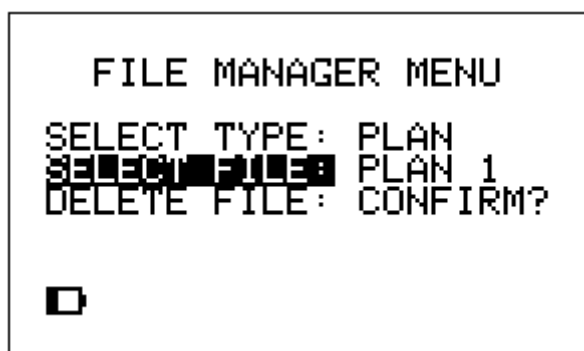 FILE MANAGER MENU
SELECT TYPE: PLAN
SELECT FILE: PLAN 1
DELETE FILE: CONFIRM?